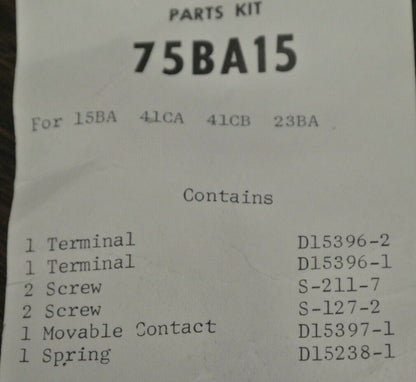 PARTS KIT
75BA15
For 15BA 41CA 41CB 23BA
Contains
1 Terminal D15396-2
1 Terminal D15396-1
2 Screw S-211-7
2 Screw S-127-2
1 Movable Contact D15397-1
1 Spring D15238-1